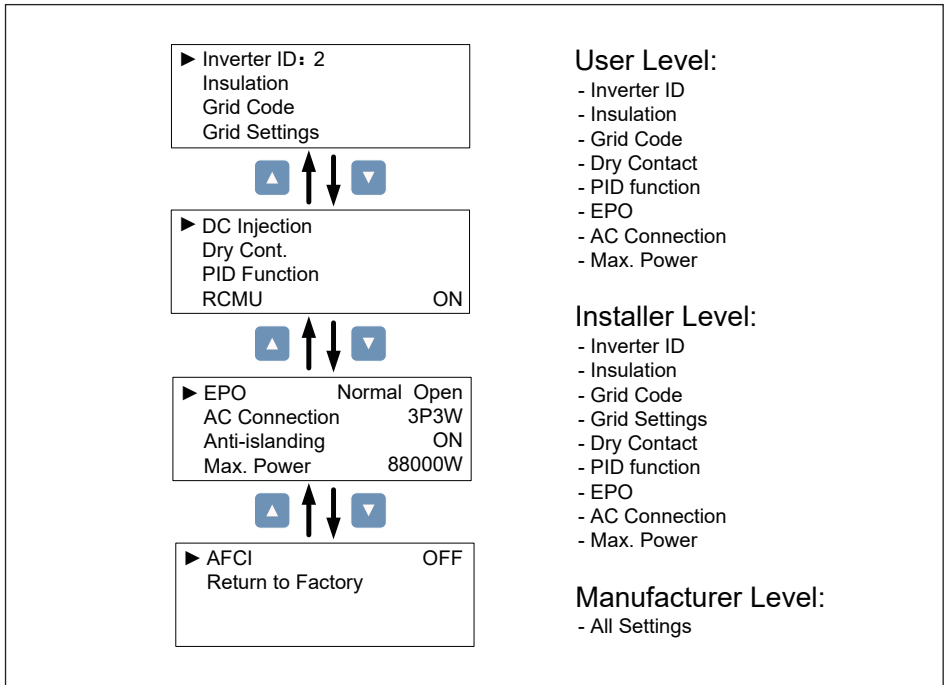 ► Inverter ID：2
Insulation
Grid Code
Grid Settings
▲ ▼
► DC Injection
Dry Cont.
PID Function
RCMU ON
▲ ▼
► EPO Normal Open
AC Connection 3P3W
Anti-islanding ON
Max. Power 88000W
▲ ▼
► AFCI OFF
Return to Factory
User Level:
- Inverter ID
- Insulation
- Grid Code
- Dry Contact
- PID function
- EPO
- AC Connection
- Max. Power
Installer Level:
- Inverter ID
- Insulation
- Grid Code
- Grid Settings
- Dry Contact
- PID function
- EPO
- AC Connection
- Max. Power
Manufacturer Level:
- All Settings